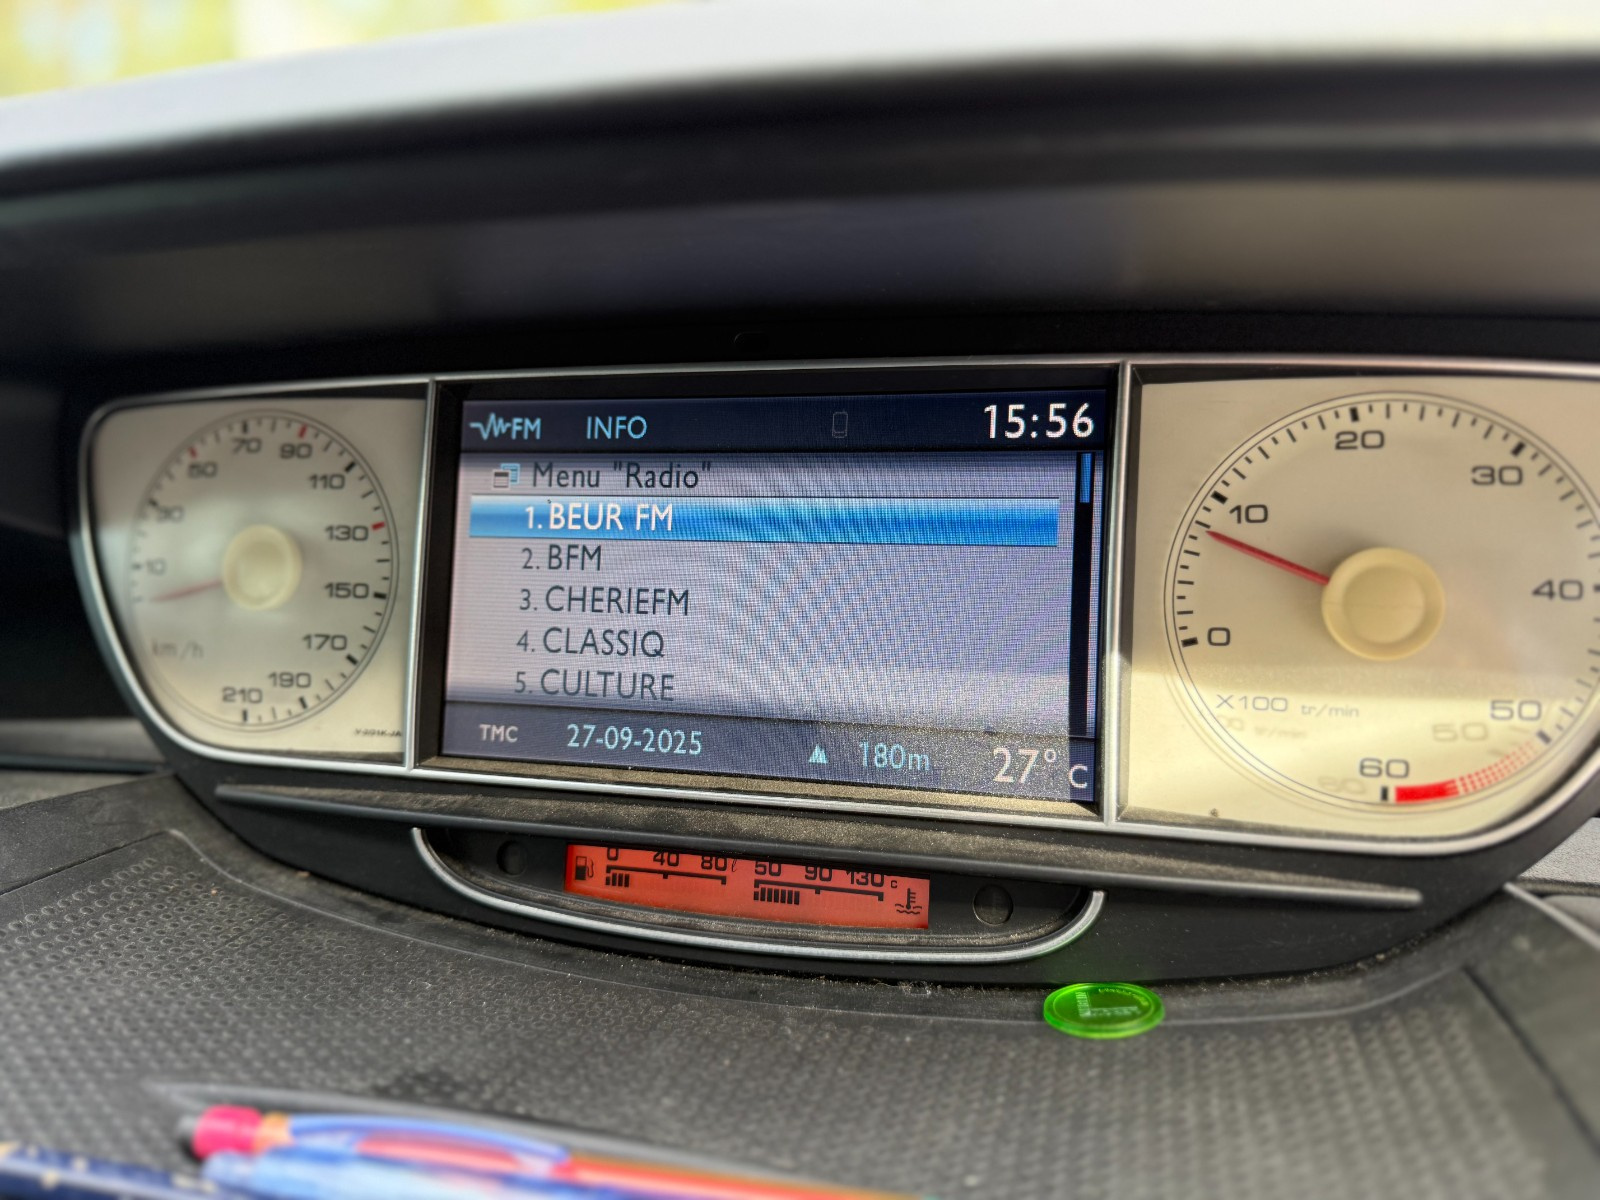 FM INFO 15:56
Menu "Radio"
1. BEUR FM
2. BFM
3. CHERIEFM
4. CLASSIQ
5. CULTURE
TMC 27-09-2025 180m 27° C
10
50
70
90
110
130
150
170
190
210
km/h
0
10
20
30
40
50
60
X100 tr/min
0 40 80 l 50 90 130 c